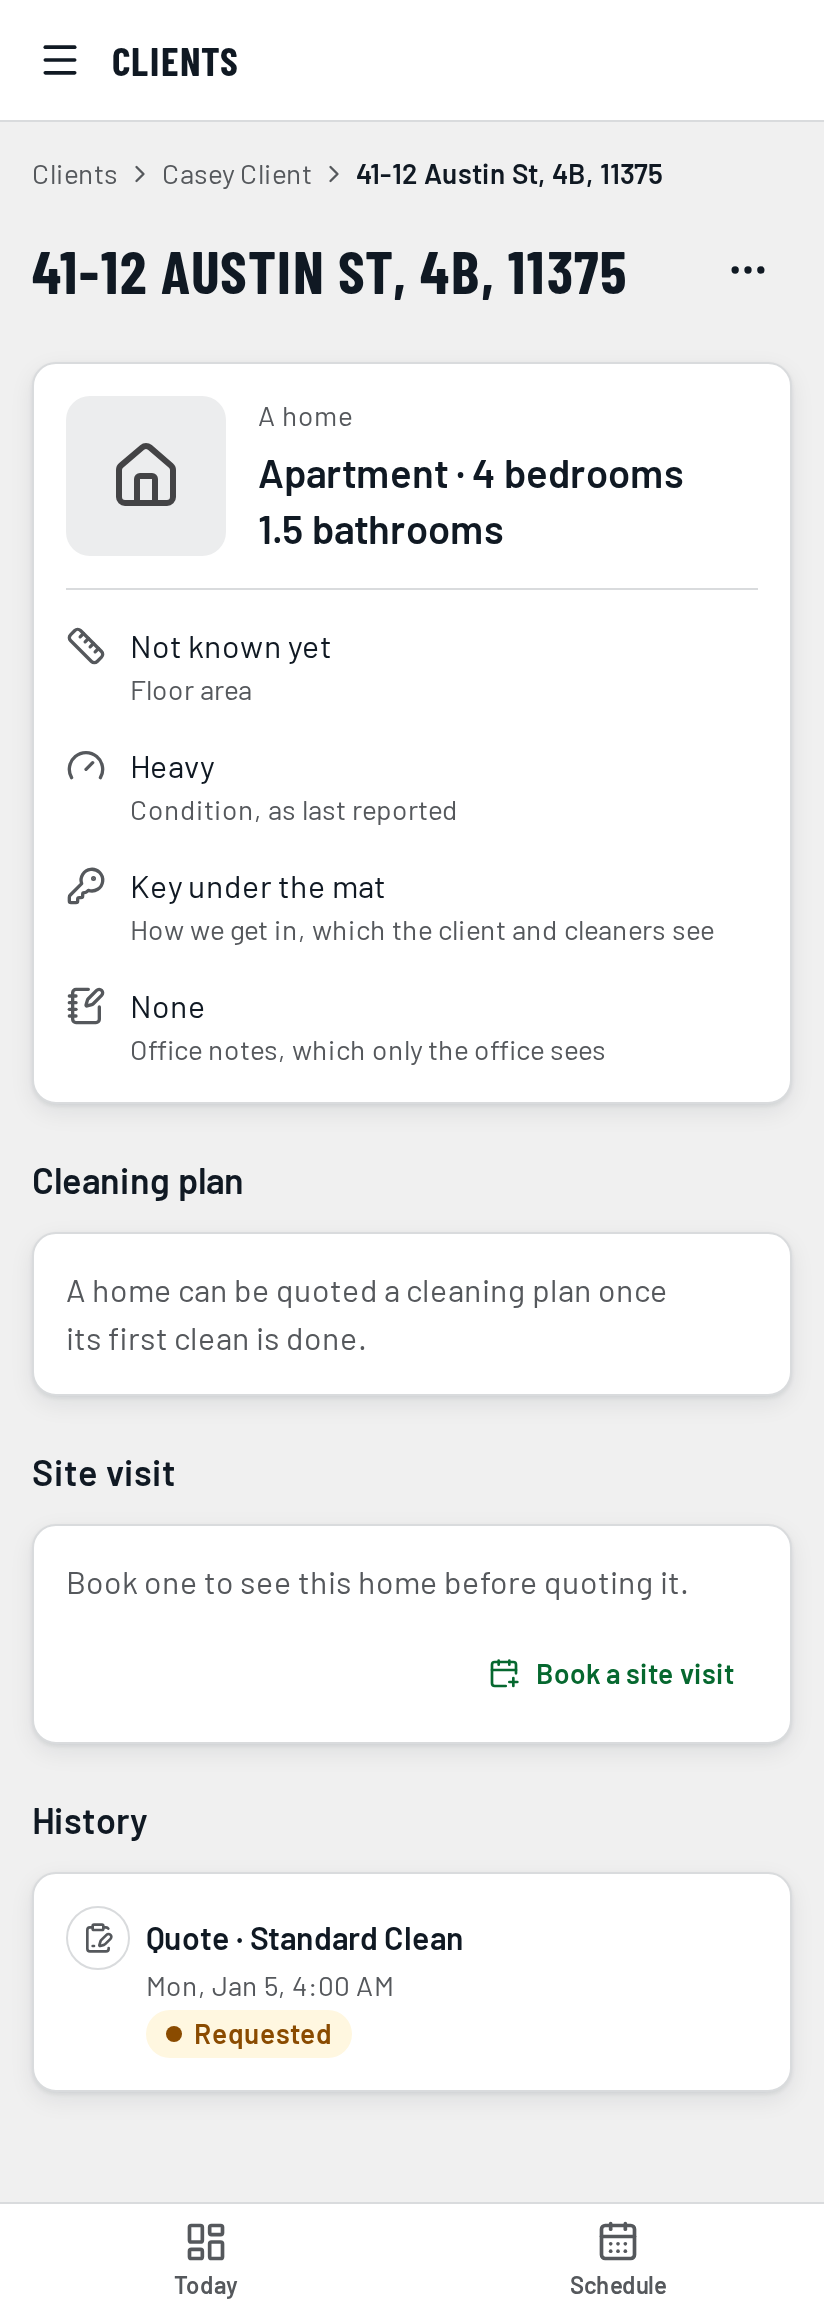 CLIENTS
Clients > Casey Client > 41-12 Austin St, 4B, 11375
41-12 AUSTIN ST, 4B, 11375
A home
Apartment · 4 bedrooms
1.5 bathrooms
Not known yet
Floor area
Heavy
Condition, as last reported
Key under the mat
How we get in, which the client and cleaners see
None
Office notes, which only the office sees
Cleaning plan
A home can be quoted a cleaning plan once
its first clean is done.
Site visit
Book one to see this home before quoting it.
Book a site visit
History
Quote · Standard Clean
Mon, Jan 5, 4:00 AM
Requested
Today
Schedule